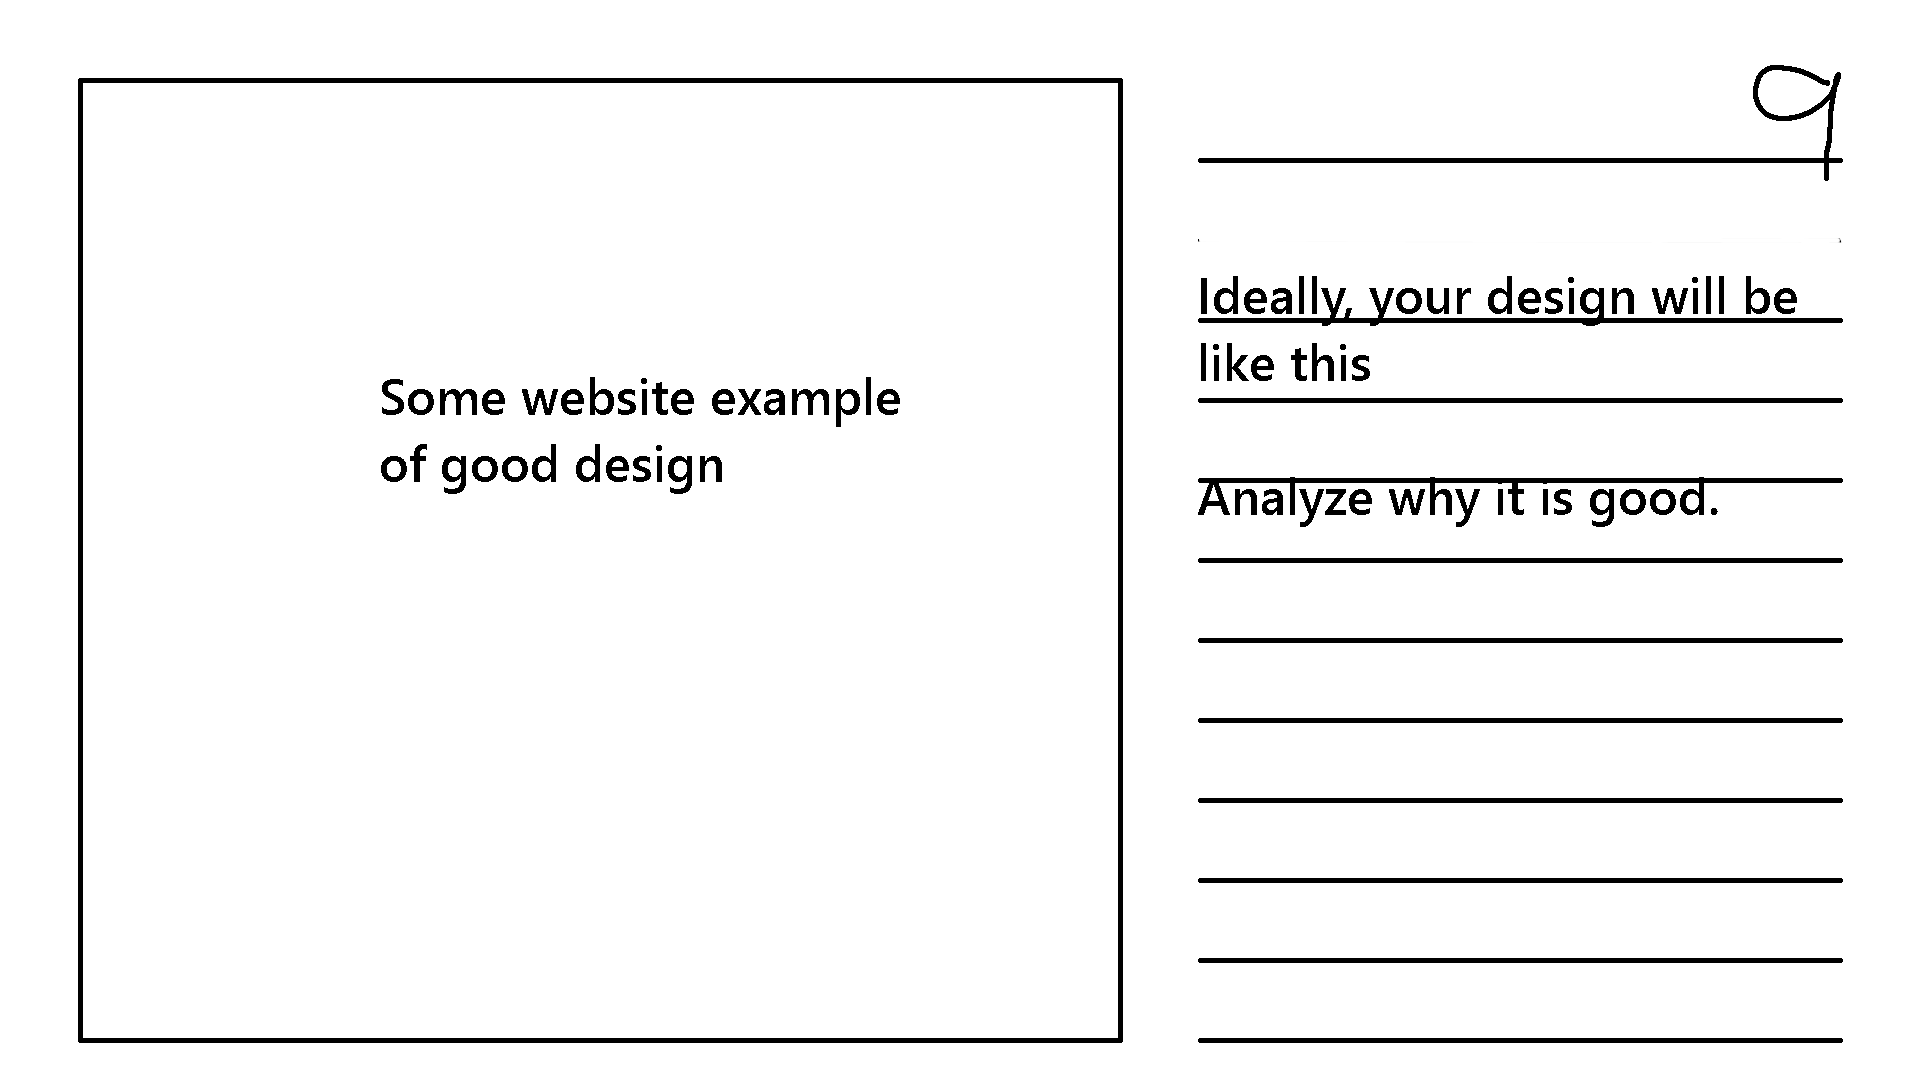 9
Some website example
of good design
Ideally, your design will be
like this
Analyze why it is good.